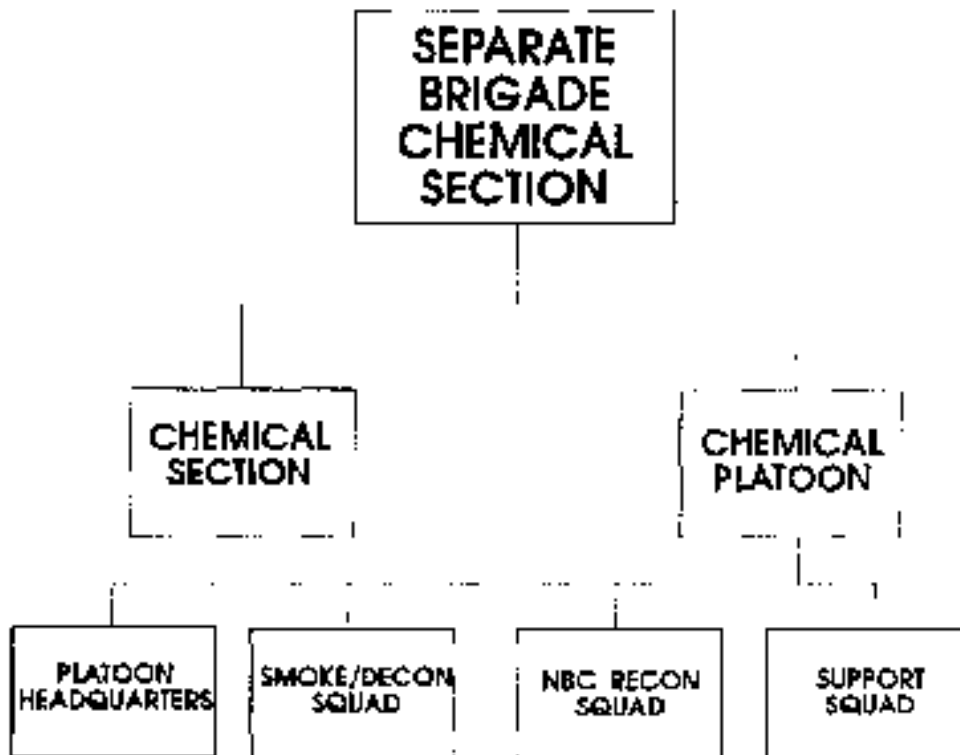 SEPARATE
BRIGADE
CHEMICAL
SECTION
CHEMICAL
SECTION
CHEMICAL
PLATOON
PLATOON
HEADQUARTERS
SMOKE/DECON
SQUAD
NBC RECON
SQUAD
SUPPORT
SQUAD